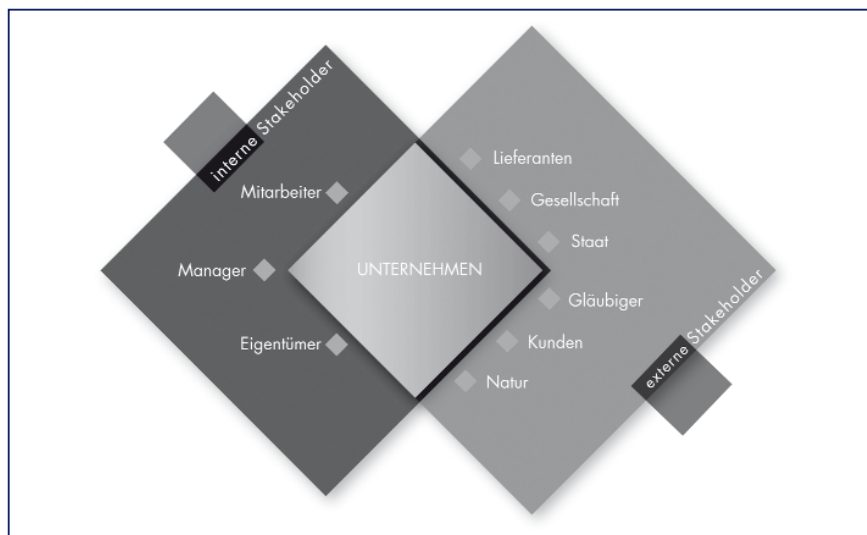 interne Stakeholder
Mitarbeiter
Manager
Eigentümer
UNTERNEHMEN
Lieferanten
Gesellschaft
Staat
Gläubiger
Kunden
Natur
externe Stakeholder